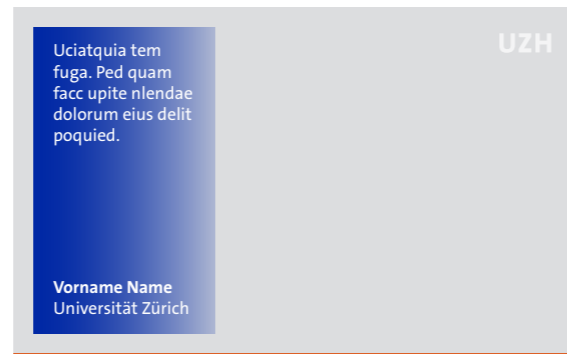 Uciatquia tem
fuga. Ped quam
facc upite nlendae
dolorum eius delit
poquied.
Vorname Name
Universität Zürich
UZH